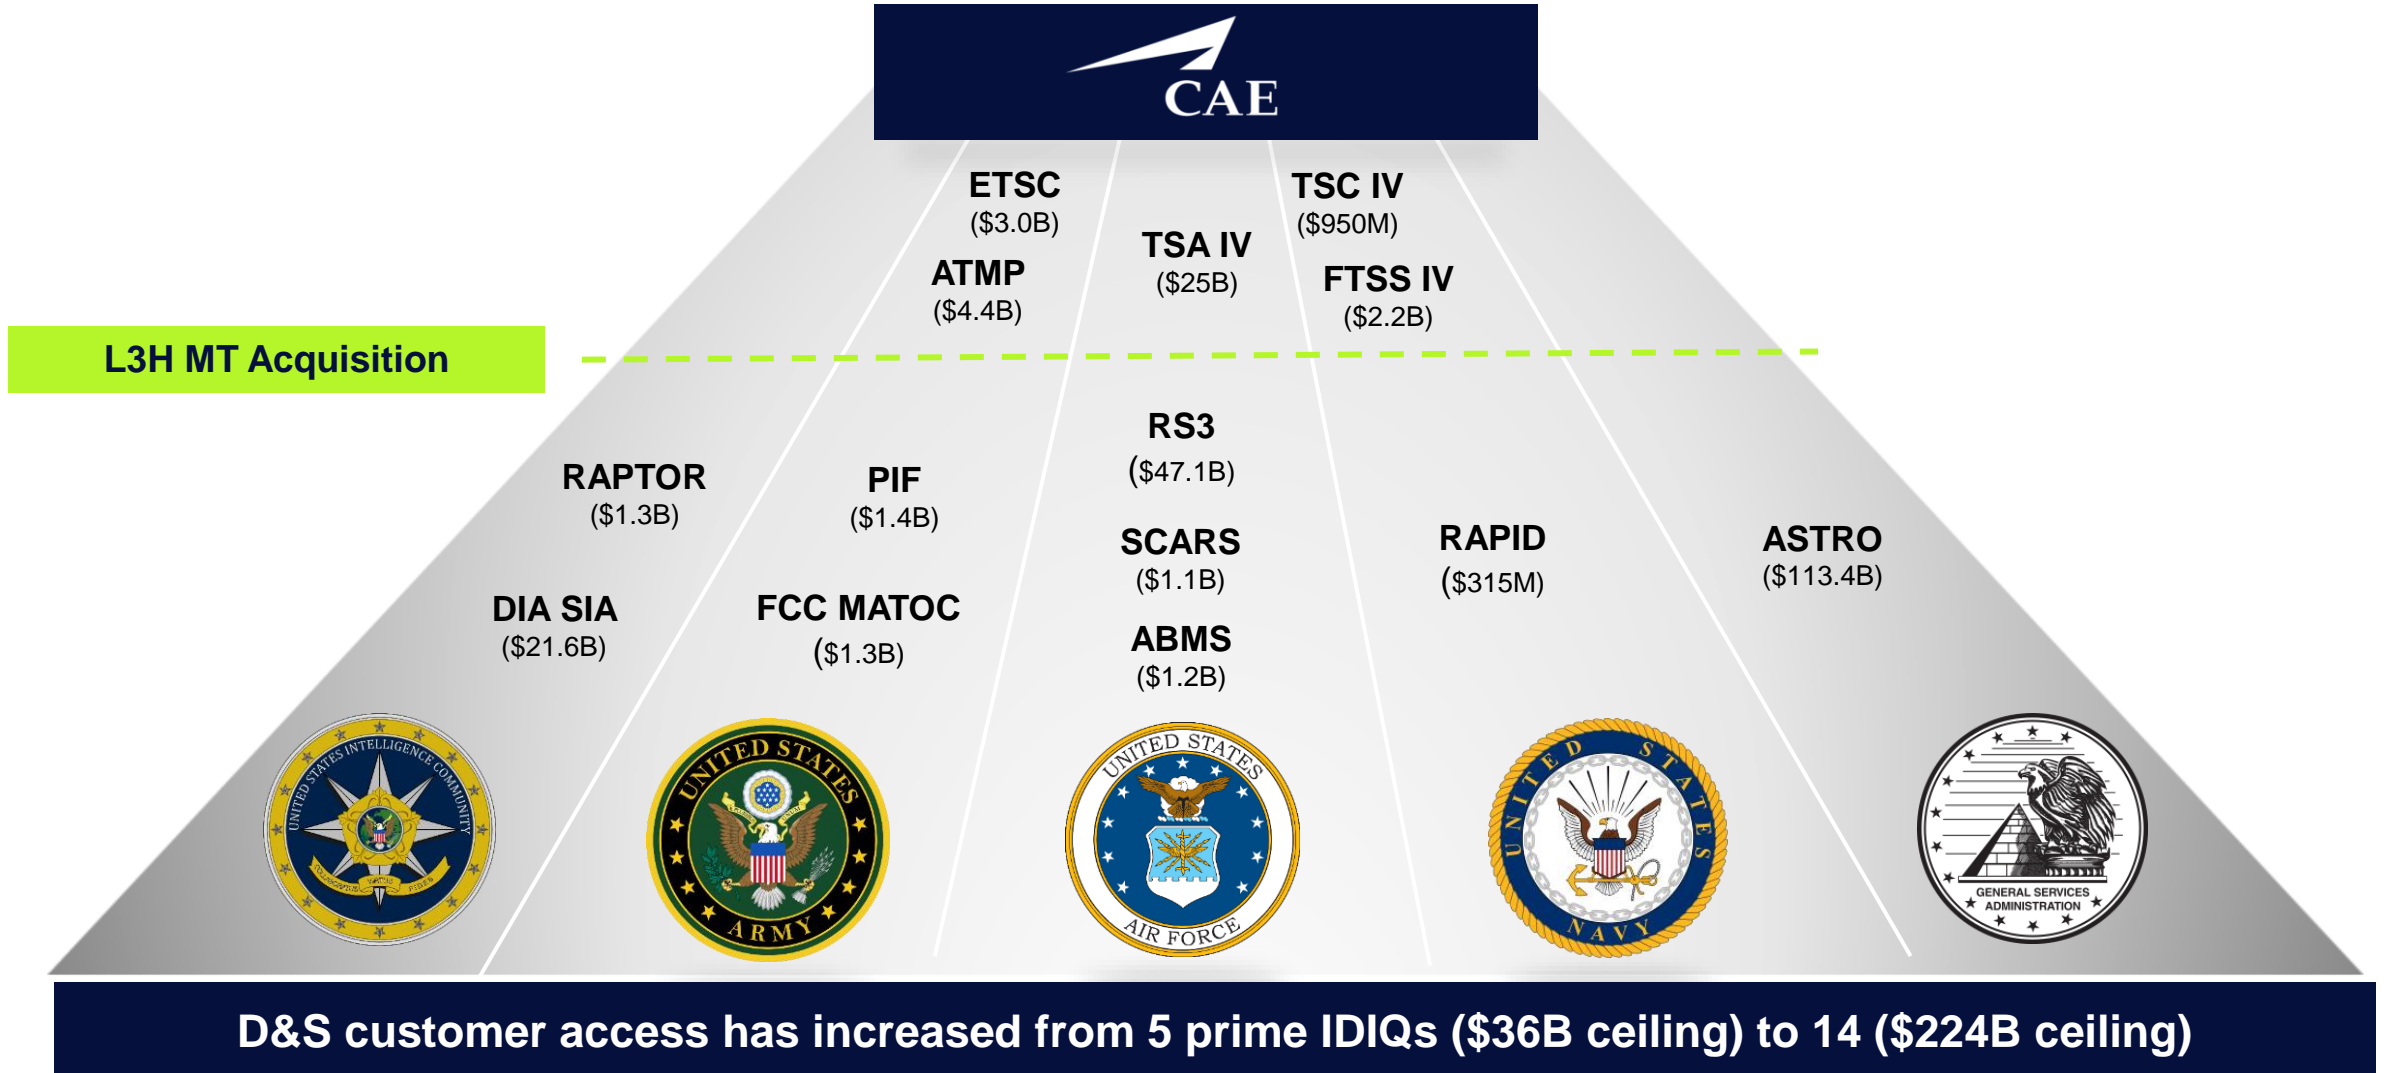 CAE
ETSC
($3.0B)
TSC IV
($950M)
TSA IV
($25B)
ATMP
($4.4B)
FTSS IV
($2.2B)
L3H MT Acquisition
RS3
($47.1B)
RAPTOR
($1.3B)
PIF
($1.4B)
SCARS
($1.1B)
RAPID
($315M)
ASTRO
($113.4B)
DIA SIA
($21.6B)
FCC MATOC
($1.3B)
ABMS
($1.2B)
UNITED STATES INTELLIGENCE COMMUNITY
UNITED STATES
ARMY
UNITED STATES
AIR FORCE
UNITED STATES
NAVY
GENERAL SERVICES
ADMINISTRATION
D&S customer access has increased from 5 prime IDIQs ($36B ceiling) to 14 ($224B ceiling)